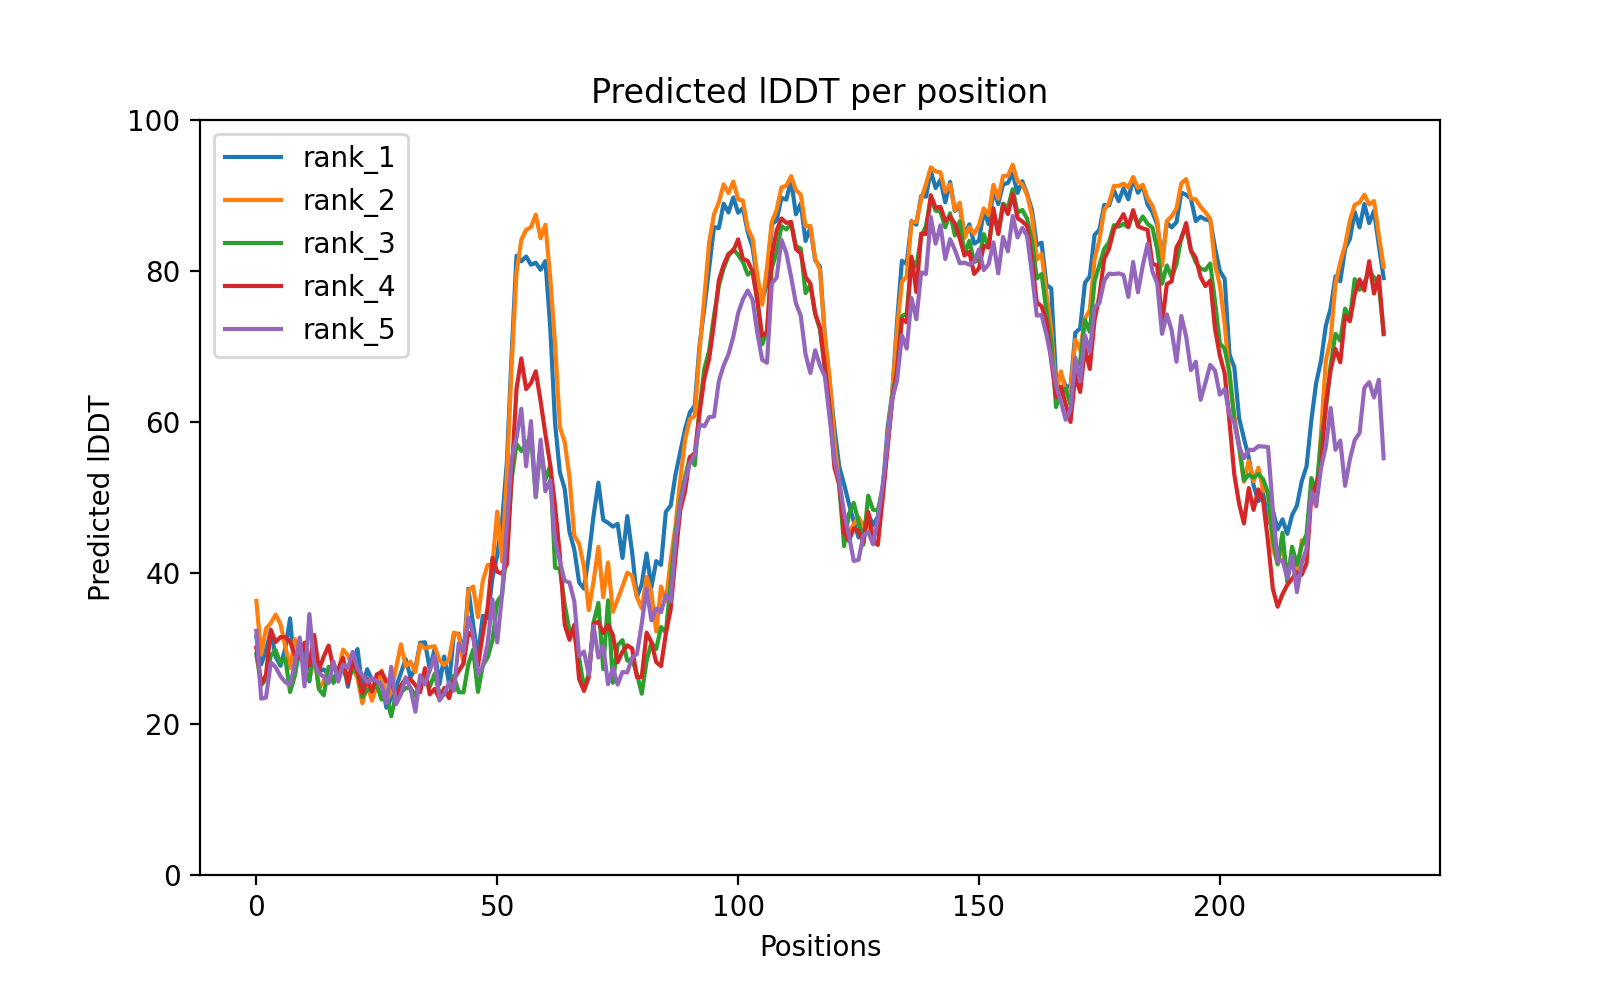 Predicted lDDT per position
100
80
60
40
20
0
Predicted lDDT
rank_1
rank_2
rank_3
rank_4
rank_5
0 50 100 150 200
Positions